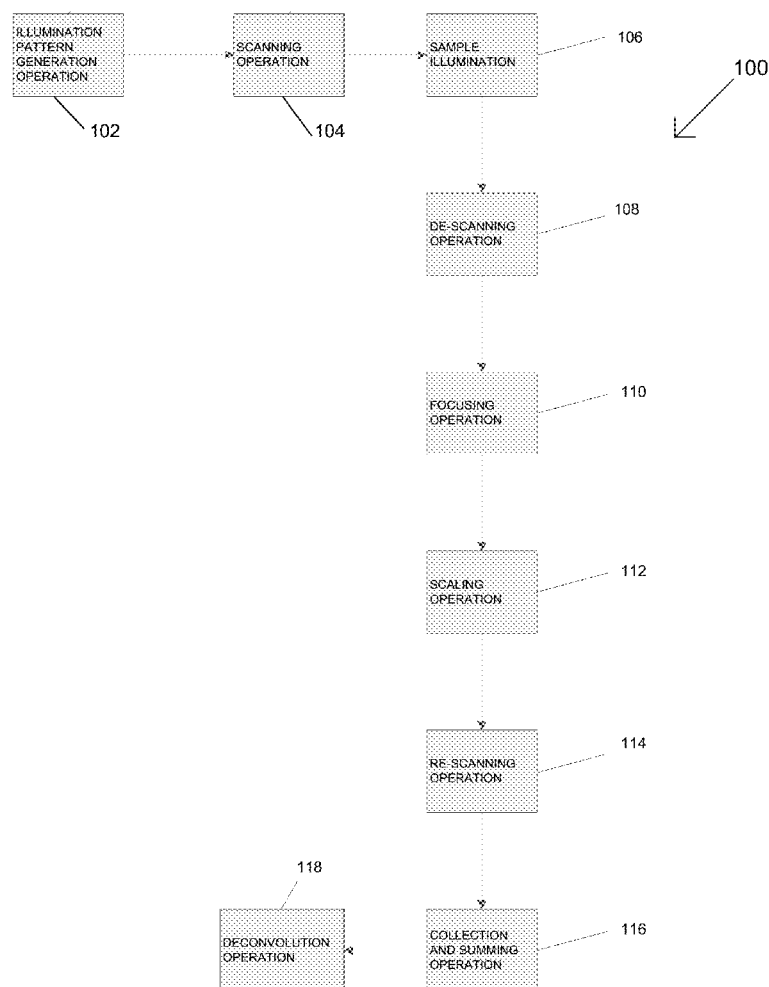 ILLUMINATION
PATTERN
GENERATION
OPERATION
102
SCANNING
OPERATION
104
SAMPLE
ILLUMINATION
106
100
DE-SCANNING
OPERATION
108
FOCUSING
OPERATION
110
SCALING
OPERATION
112
RE-SCANNING
OPERATION
114
COLLECTION
AND SUMMING
OPERATION
116
118
DECONVOLUTION
OPERATION